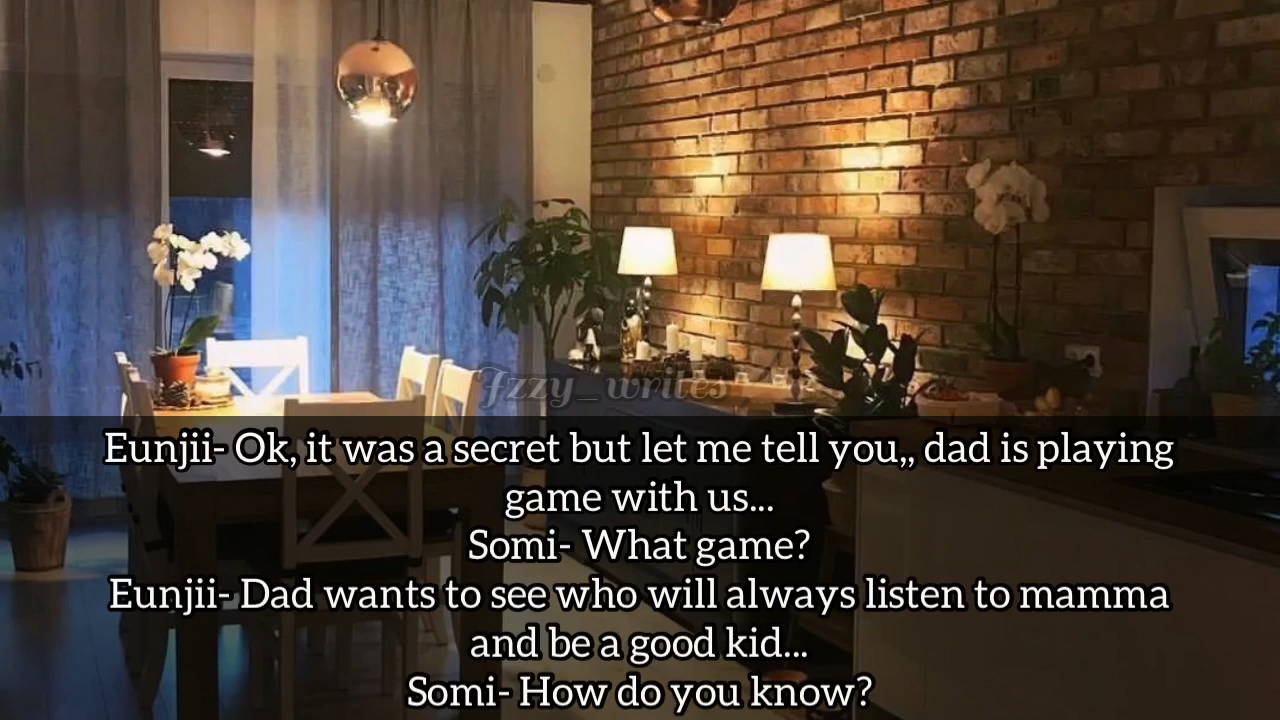 Jzzy_writes
Eunjii- Ok, it was a secret but let me tell you,, dad is playing
game with us...
Somi- What game?
Eunjii- Dad wants to see who will always listen to mamma
and be a good kid...
Somi- How do you know?